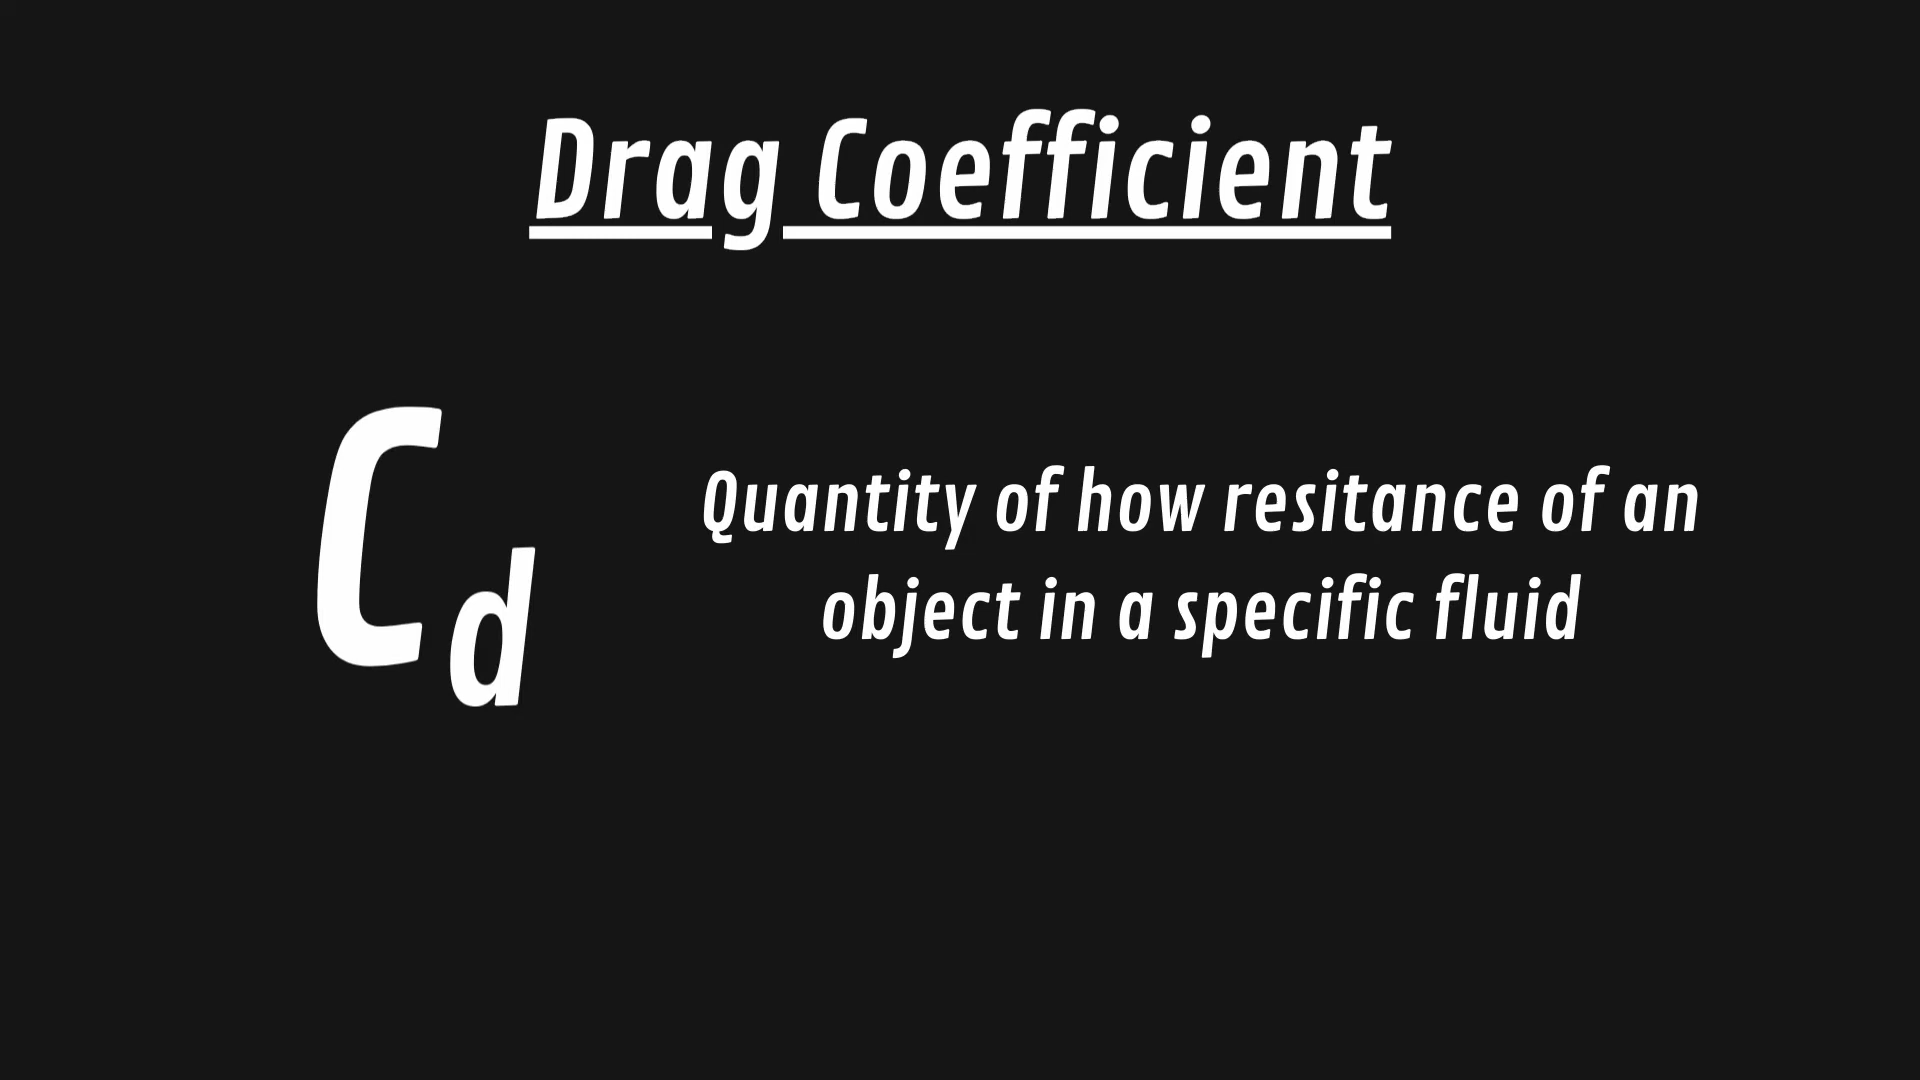 Drag Coefficient
Cd
Quantity of how resitance of an
object in a specific fluid